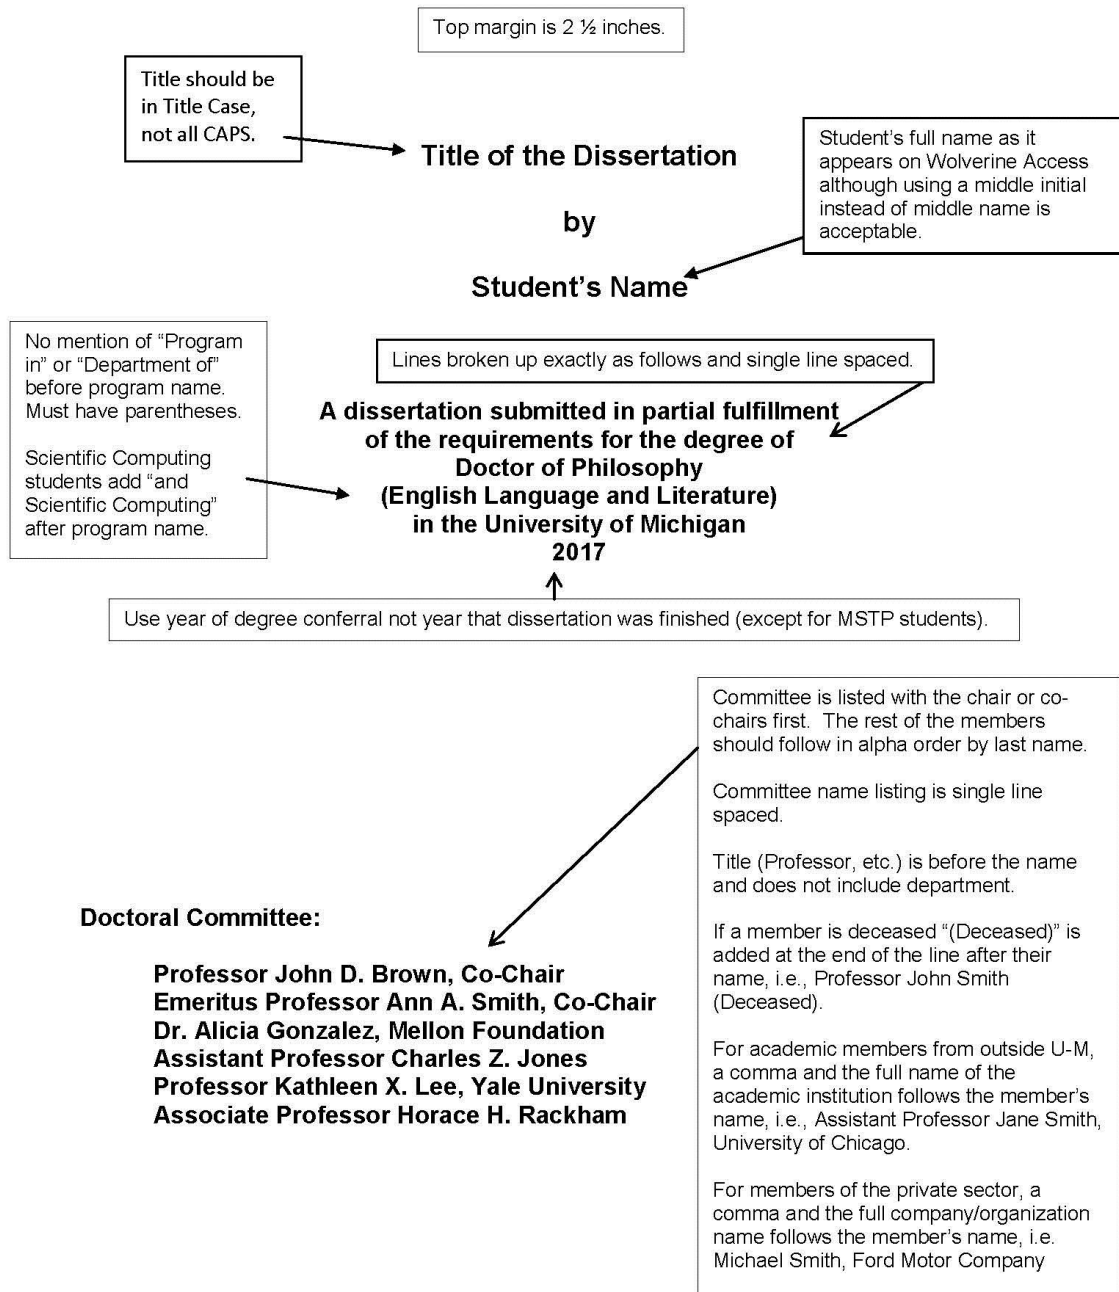 Top margin is 2 ½ inches.
Title should be
in Title Case,
not all CAPS.
Title of the Dissertation
Student’s full name as it
appears on Wolverine Access
although using a middle initial
instead of middle name is
acceptable.
by
Student’s Name
No mention of “Program
in” or “Department of”
before program name.
Must have parentheses.
Scientific Computing
students add “and
Scientific Computing”
after program name.
Lines broken up exactly as follows and single line spaced.
A dissertation submitted in partial fulfillment
of the requirements for the degree of
Doctor of Philosophy
(English Language and Literature)
in the University of Michigan
2017
Use year of degree conferral not year that dissertation was finished (except for MSTP students).
Committee is listed with the chair or co-
chairs first.  The rest of the members
should follow in alpha order by last name.
Committee name listing is single line
spaced.
Title (Professor, etc.) is before the name
and does not include department.
If a member is deceased “(Deceased)” is
added at the end of the line after their
name, i.e., Professor John Smith
(Deceased).
For academic members from outside U-M,
a comma and the full name of the
academic institution follows the member’s
name, i.e., Assistant Professor Jane Smith,
University of Chicago.
For members of the private sector, a
comma and the full company/organization
name follows the member’s name, i.e.
Michael Smith, Ford Motor Company
Doctoral Committee:
Professor John D. Brown, Co-Chair
Emeritus Professor Ann A. Smith, Co-Chair
Dr. Alicia Gonzalez, Mellon Foundation
Assistant Professor Charles Z. Jones
Professor Kathleen X. Lee, Yale University
Associate Professor Horace H. Rackham